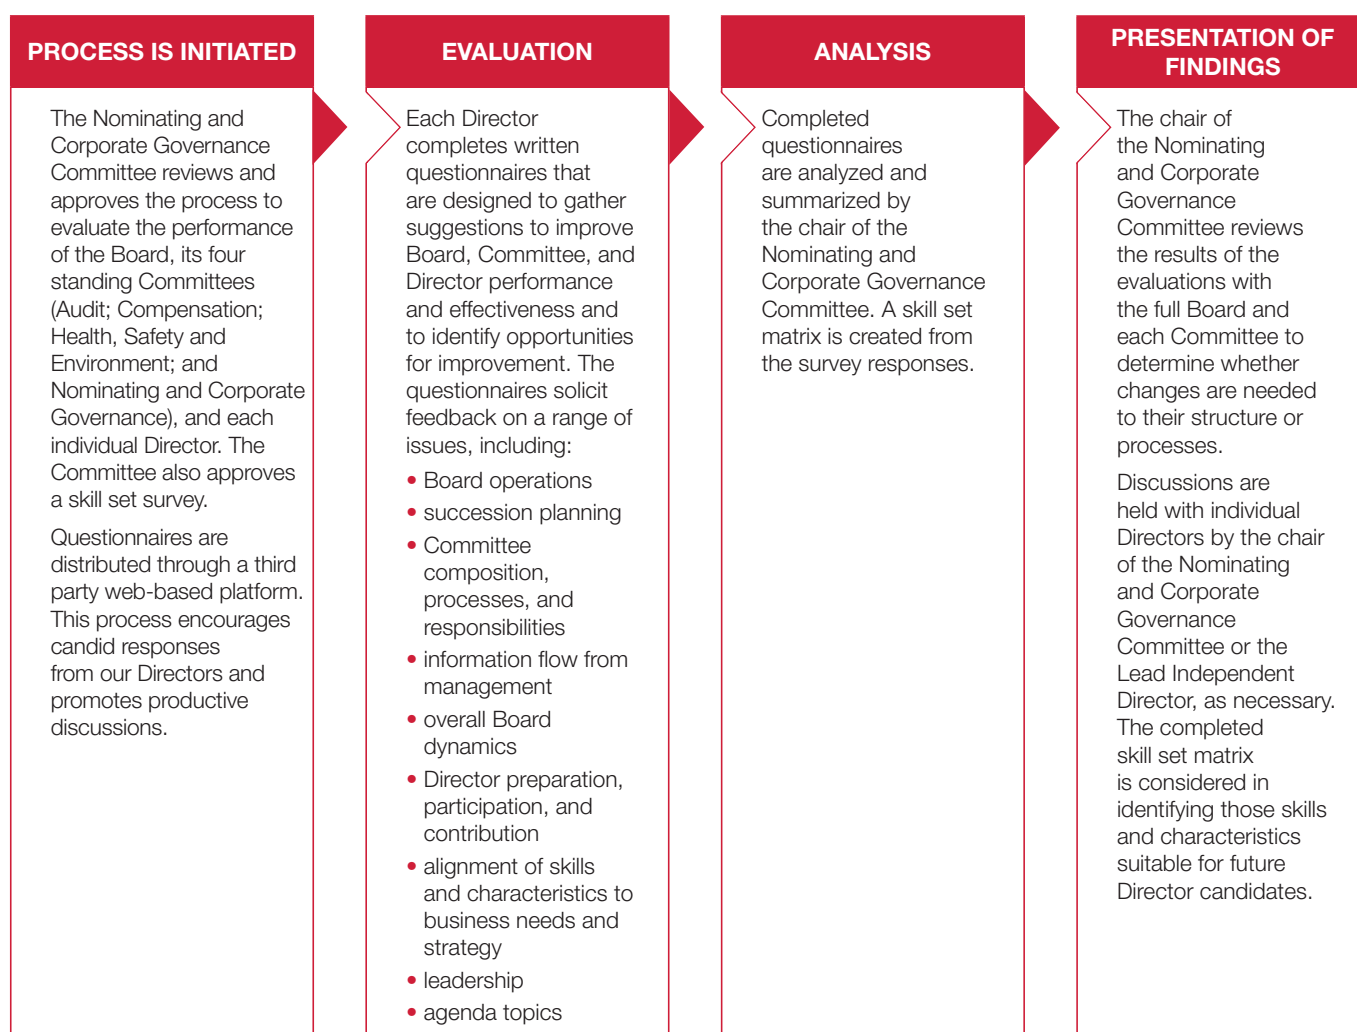 PROCESS IS INITIATED
The Nominating and
Corporate Governance
Committee reviews and
approves the process to
evaluate the performance
of the Board, its four
standing Committees
(Audit; Compensation;
Health, Safety and
Environment; and
Nominating and Corporate
Governance), and each
individual Director. The
Committee also approves
a skill set survey.
Questionnaires are
distributed through a third
party web-based platform.
This process encourages
candid responses
from our Directors and
promotes productive
discussions.
EVALUATION
Each Director
completes written
questionnaires that
are designed to gather
suggestions to improve
Board, Committee, and
Director performance
and effectiveness and
to identify opportunities
for improvement. The
questionnaires solicit
feedback on a range of
issues, including:
• Board operations
• succession planning
• Committee
composition,
processes, and
responsibilities
• information flow from
management
• overall Board
dynamics
• Director preparation,
participation, and
contribution
• alignment of skills
and characteristics to
business needs and
strategy
• leadership
• agenda topics
ANALYSIS
Completed
questionnaires
are analyzed and
summarized by
the chair of the
Nominating and
Corporate Governance
Committee. A skill set
matrix is created from
the survey responses.
PRESENTATION OF
FINDINGS
The chair of
the Nominating
and Corporate
Governance
Committee reviews
the results of the
evaluations with
the full Board and
each Committee to
determine whether
changes are needed
to their structure or
processes.
Discussions are
held with individual
Directors by the chair
of the Nominating
and Corporate
Governance
Committee or the
Lead Independent
Director, as necessary.
The completed
skill set matrix
is considered in
identifying those skills
and characteristics
suitable for future
Director candidates.